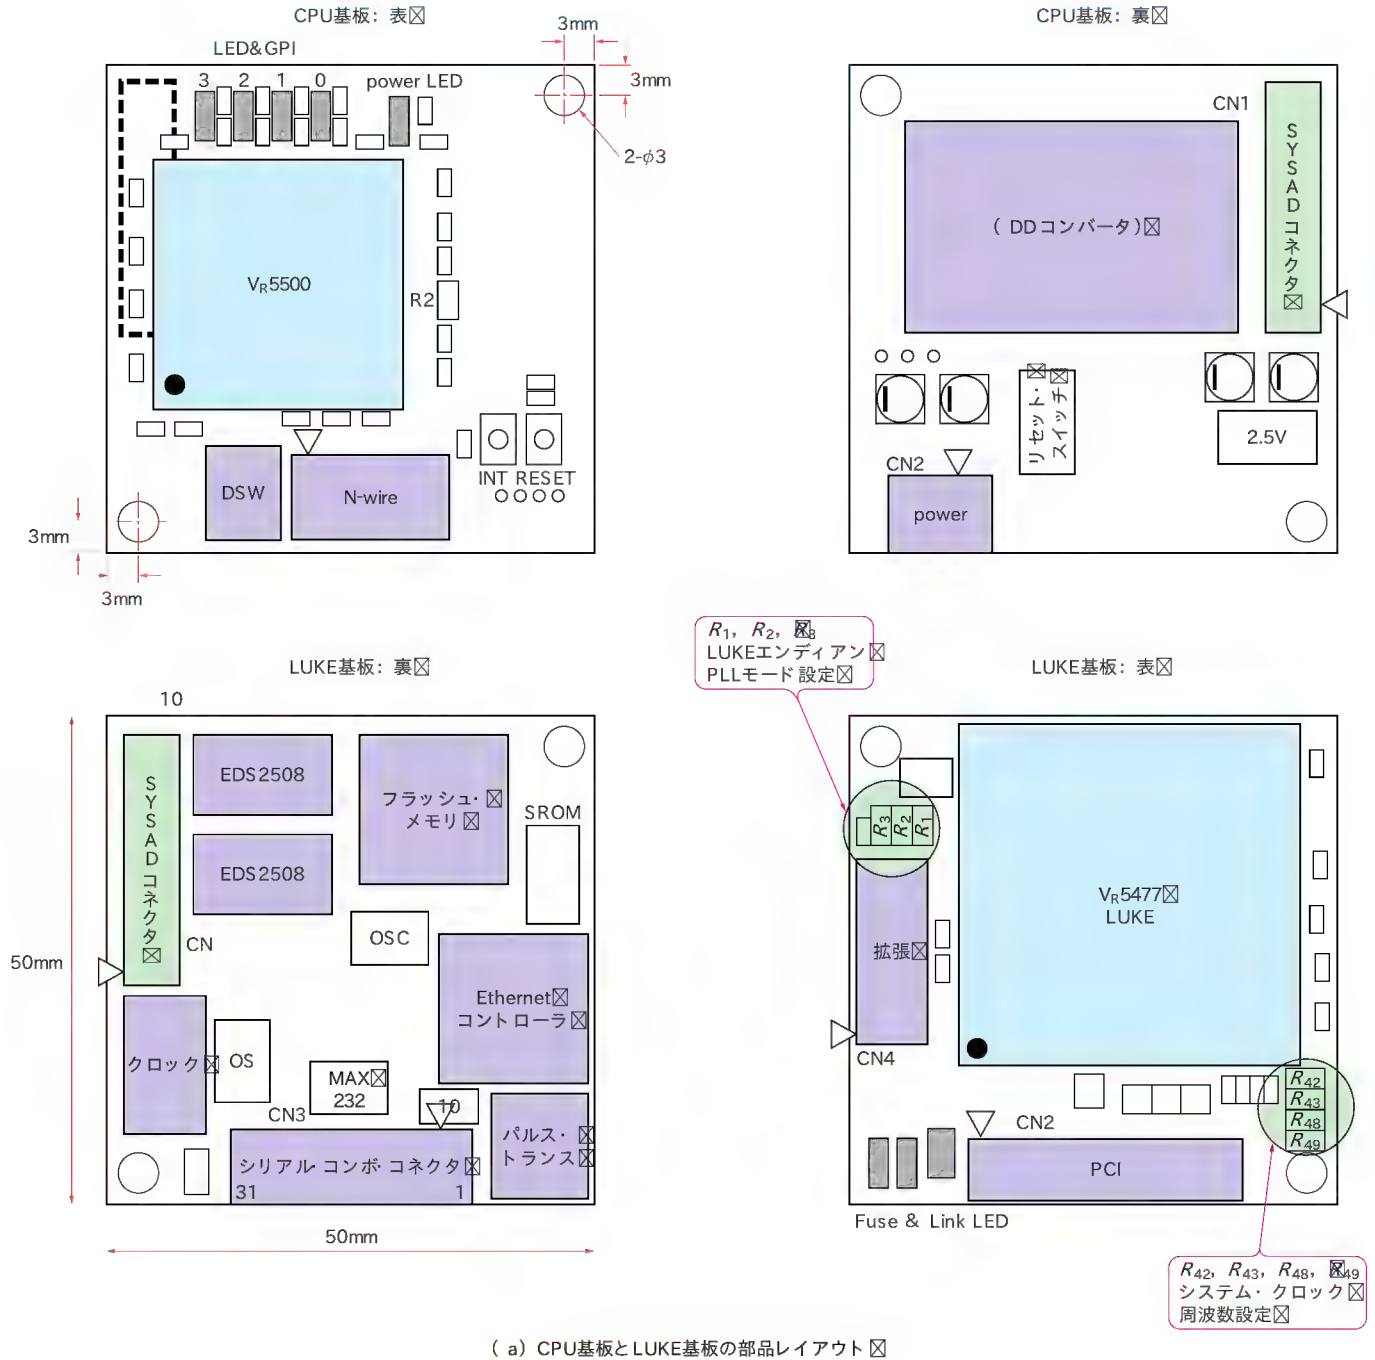 CPU基板：表
LED&GPI
3 2 1 0
power LED
3mm
3mm
2-φ3
VR5500
R2
INT RESET
DSW
N-wire
3mm
3mm
CPU基板：裏
CN1
SYSADコネクタ
( DDコンバータ)
リセット・
スイッチ
2.5V
CN2
power
LUKE基板：裏
10
SYSADコネクタ
EDS2508
EDS2508
フラッシュ・
メモリ
SROM
CN
OSC
50mm
Ethernet
コントローラ
クロック
OS
MAX
232
10
CN3
パルス・
トランス
シリアル・コンボ・コネクタ
31 1
50mm
R1, R2, R3
LUKEエンディアン
PLLモード設定
LUKE基板：表
R3 R2 R1
VR5477
LUKE
拡張
CN4
R42
R43
R48
R49
CN2
PCI
Fuse & Link LED
R42, R43, R48, R49
システム・クロック
周波数設定
( a) CPU基板とLUKE基板の部品レイアウト